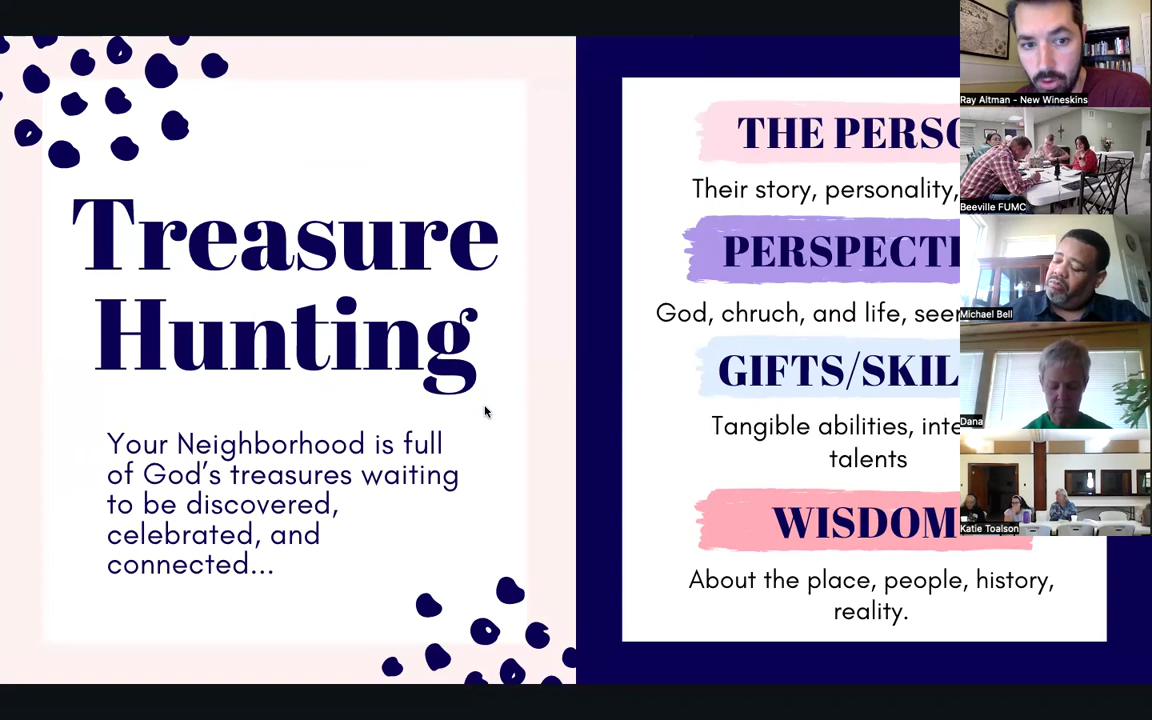 Treasure
Hunting
Your Neighborhood is full
of God's treasures waiting
to be discovered,
celebrated, and
connected...
THE PERSO
Their story, personality,
PERSPECTI
God, chruch, and life, seen
GIFTS/SKIL
Tangible abilities, inte
talents
WISDOM
About the place, people, history,
reality.
Ray Altman - New Wineskins
Beeville FUMC
Michael Bell
Dana
Katie Toalson